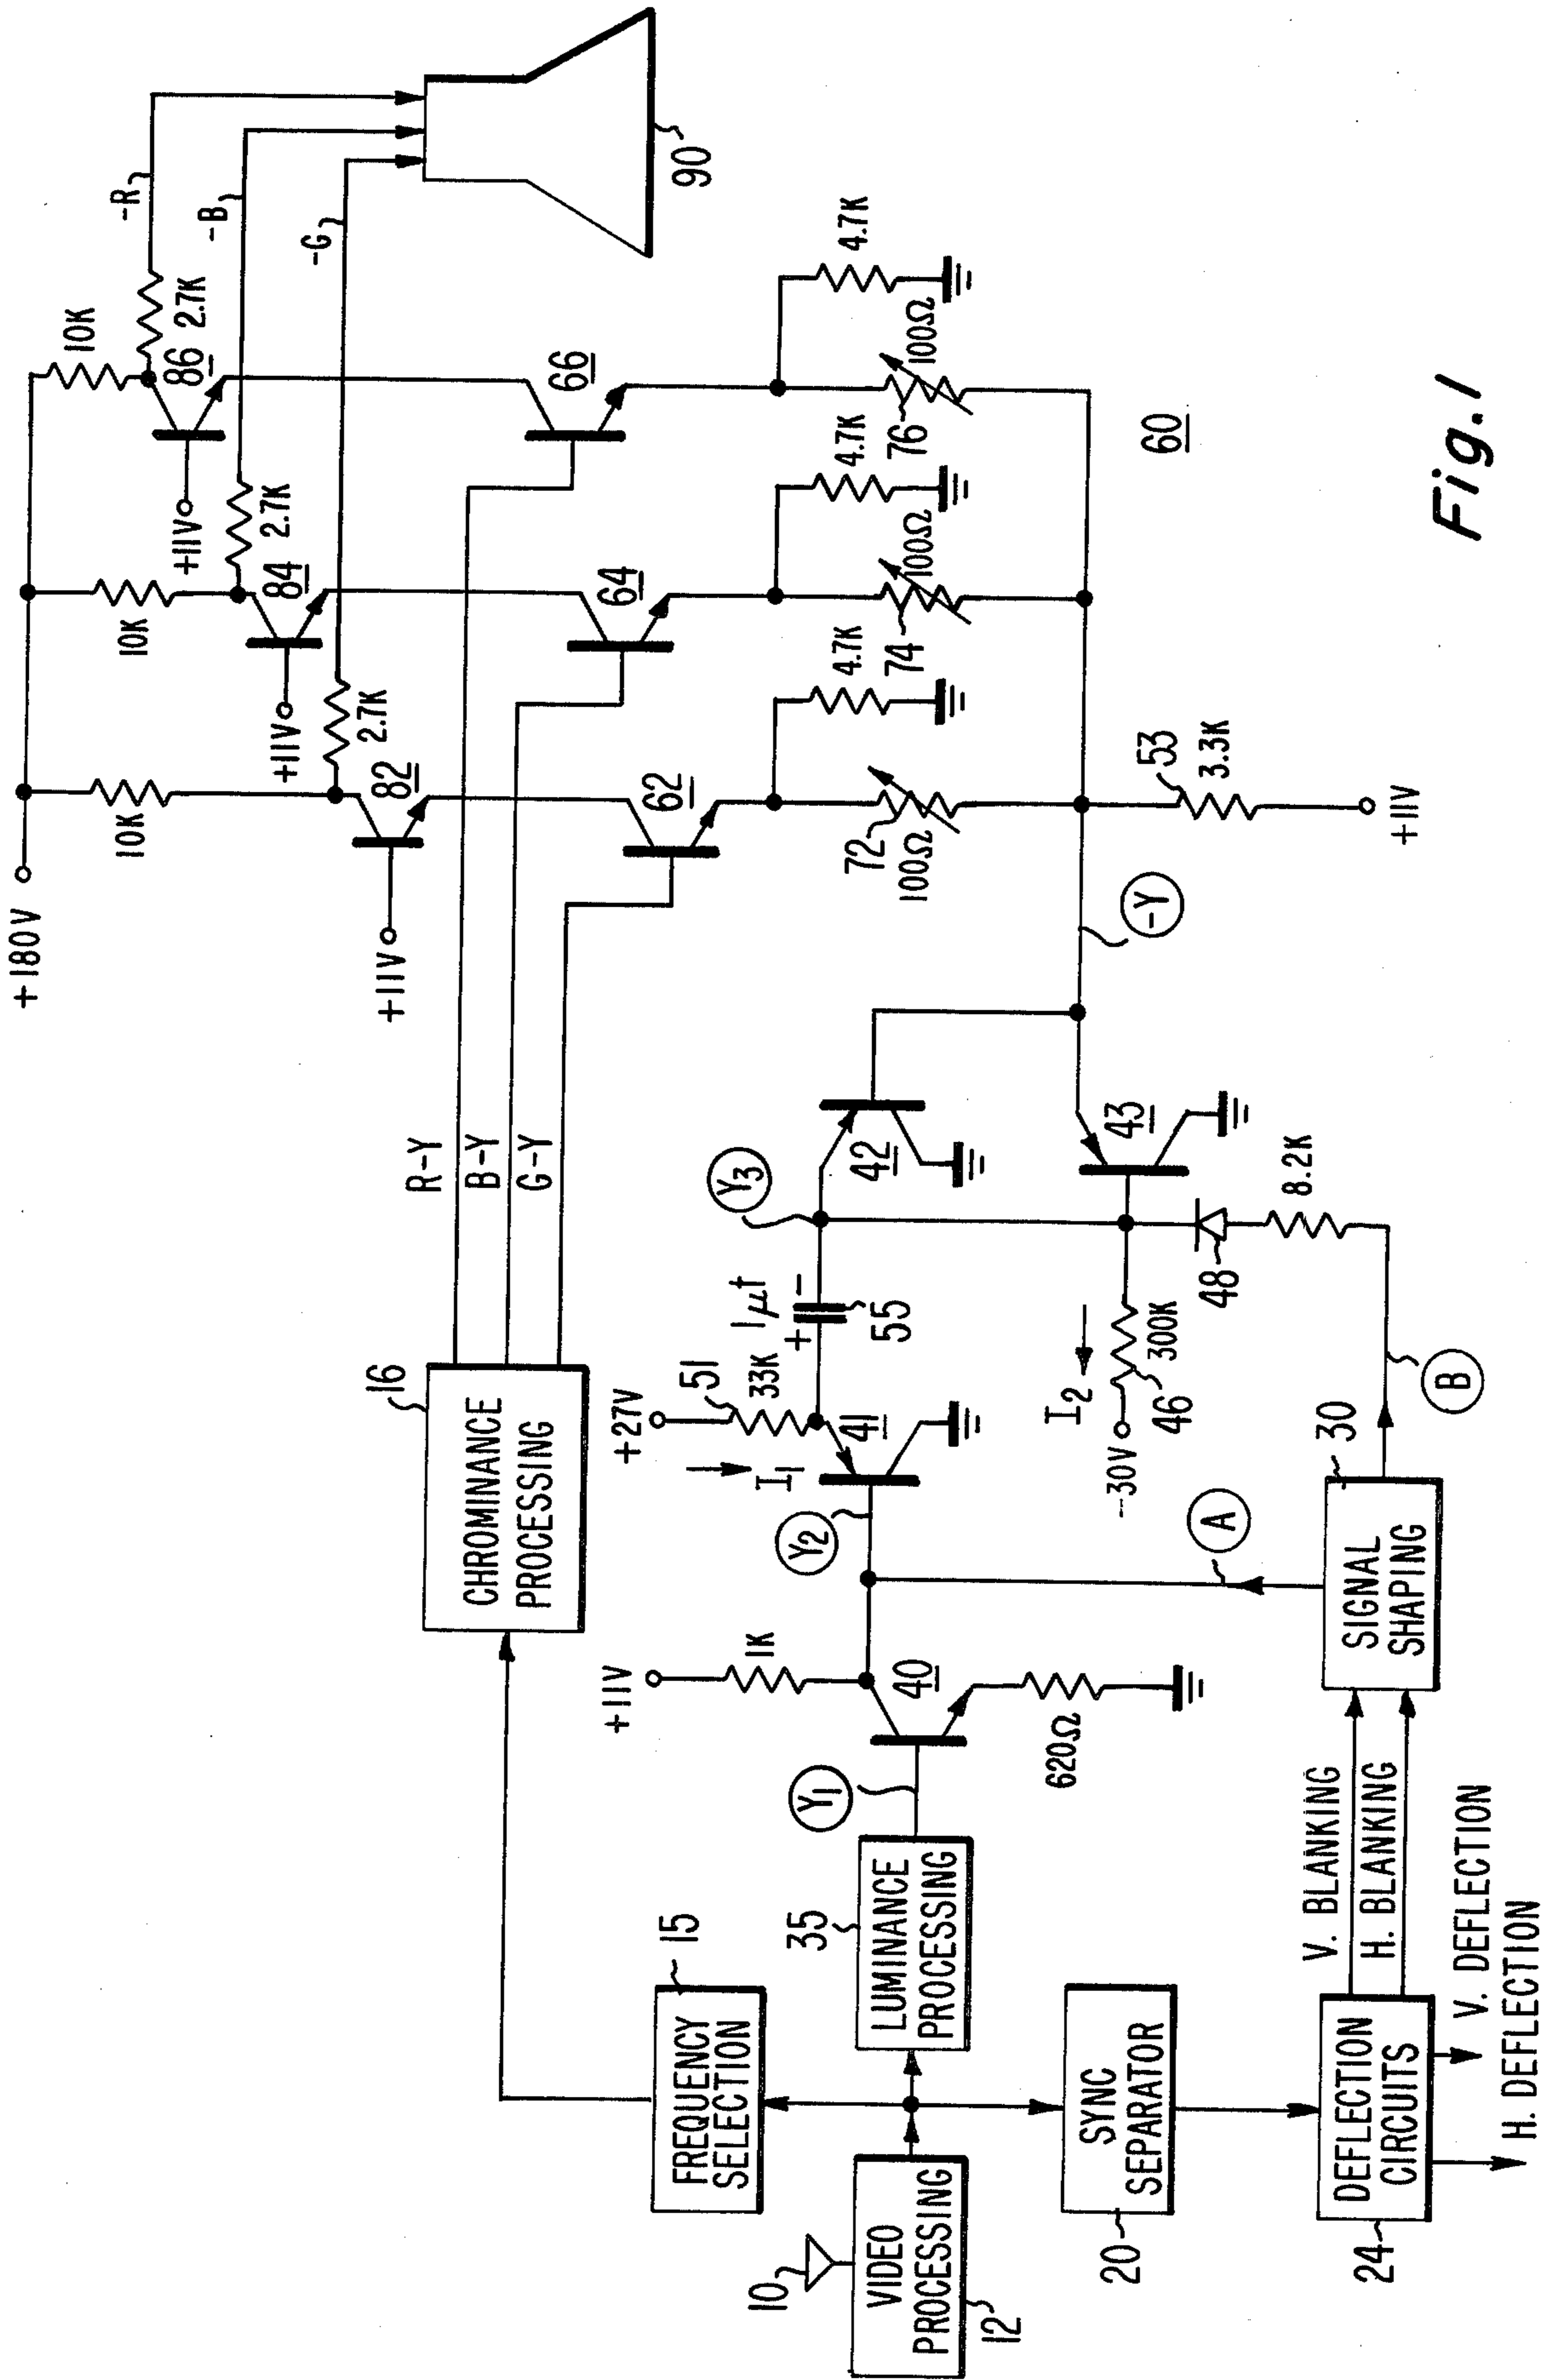 +180V
10K
10K
10K
2.7K
2.7K
2.7K
-R
-B
-G
90
+11V
82
+11V
84
+11V
86
R-Y
B-Y
G-Y
62
64
66
4.7K
4.7K
4.7K
72
100Ω
74
100Ω
76
100Ω
60
53
3.3K
+11V
-Y
16
CHROMINANCE
PROCESSING
15
FREQUENCY
SELECTION
10
VIDEO
PROCESSING
12
35
LUMINANCE
PROCESSING
Y1
+11V
1K
40
620Ω
Y2
+27V
51
33K
I1
41
1μf
+ -
55
Y3
42
43
I2
-30V
300K
46
48
8.2K
20
SYNC
SEPARATOR
24
DEFLECTION
CIRCUITS
V. BLANKING
H. BLANKING
V. DEFLECTION
H. DEFLECTION
30
SIGNAL
SHAPING
A
B
Fig. 1